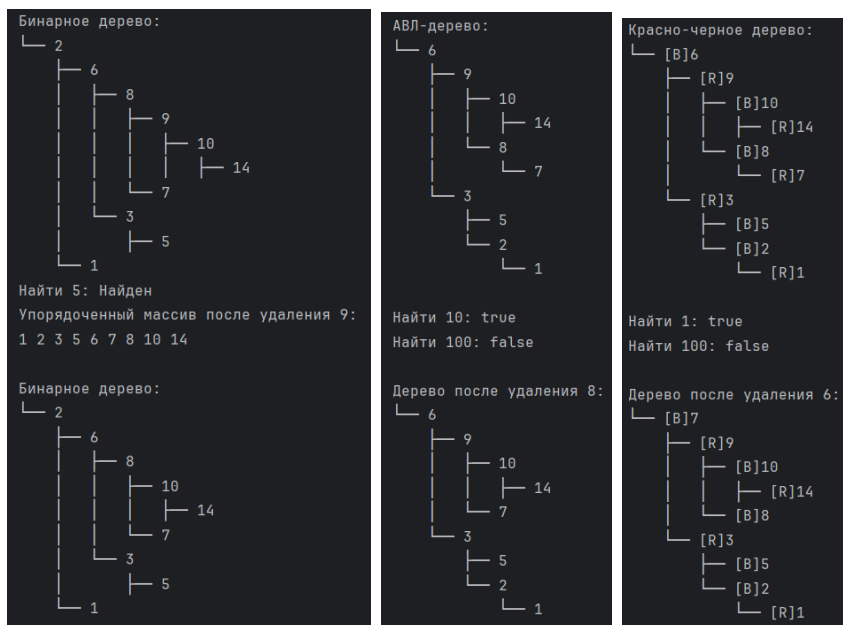 Бинарное дерево:
└── 2
    ├── 6
    │   ├── 8
    │   │   ├── 9
    │   │   │   ├── 10
    │   │   │   │   ├── 14
    │   │   └── 7
    │   └── 3
    │       ├── 5
    └── 1
Найти 5: Найден
Упорядоченный массив после удаления 9:
1 2 3 5 6 7 8 10 14
Бинарное дерево:
└── 2
    ├── 6
    │   ├── 8
    │   │   ├── 10
    │   │   │   ├── 14
    │   │   └── 7
    │   └── 3
    │       ├── 5
    └── 1
АВЛ-дерево:
└── 6
    ├── 9
    │   ├── 10
    │   │   ├── 14
    │   └── 8
    │       └── 7
    └── 3
        ├── 5
        └── 2
            └── 1
Найти 10: true
Найти 100: false
Дерево после удаления 8:
└── 6
    ├── 9
    │   ├── 10
    │   │   ├── 14
    │   └── 7
    └── 3
        ├── 5
        └── 2
            └── 1
Красно-черное дерево:
└── [B]6
    ├── [R]9
    │   ├── [B]10
    │   │   ├── [R]14
    │   └── [B]8
    │       └── [R]7
    └── [R]3
        ├── [B]5
        └── [B]2
            └── [R]1
Найти 1: true
Найти 100: false
Дерево после удаления 6:
└── [B]7
    ├── [R]9
    │   ├── [B]10
    │   │   ├── [R]14
    │   └── [B]8
    └── [R]3
        ├── [B]5
        └── [B]2
            └── [R]1